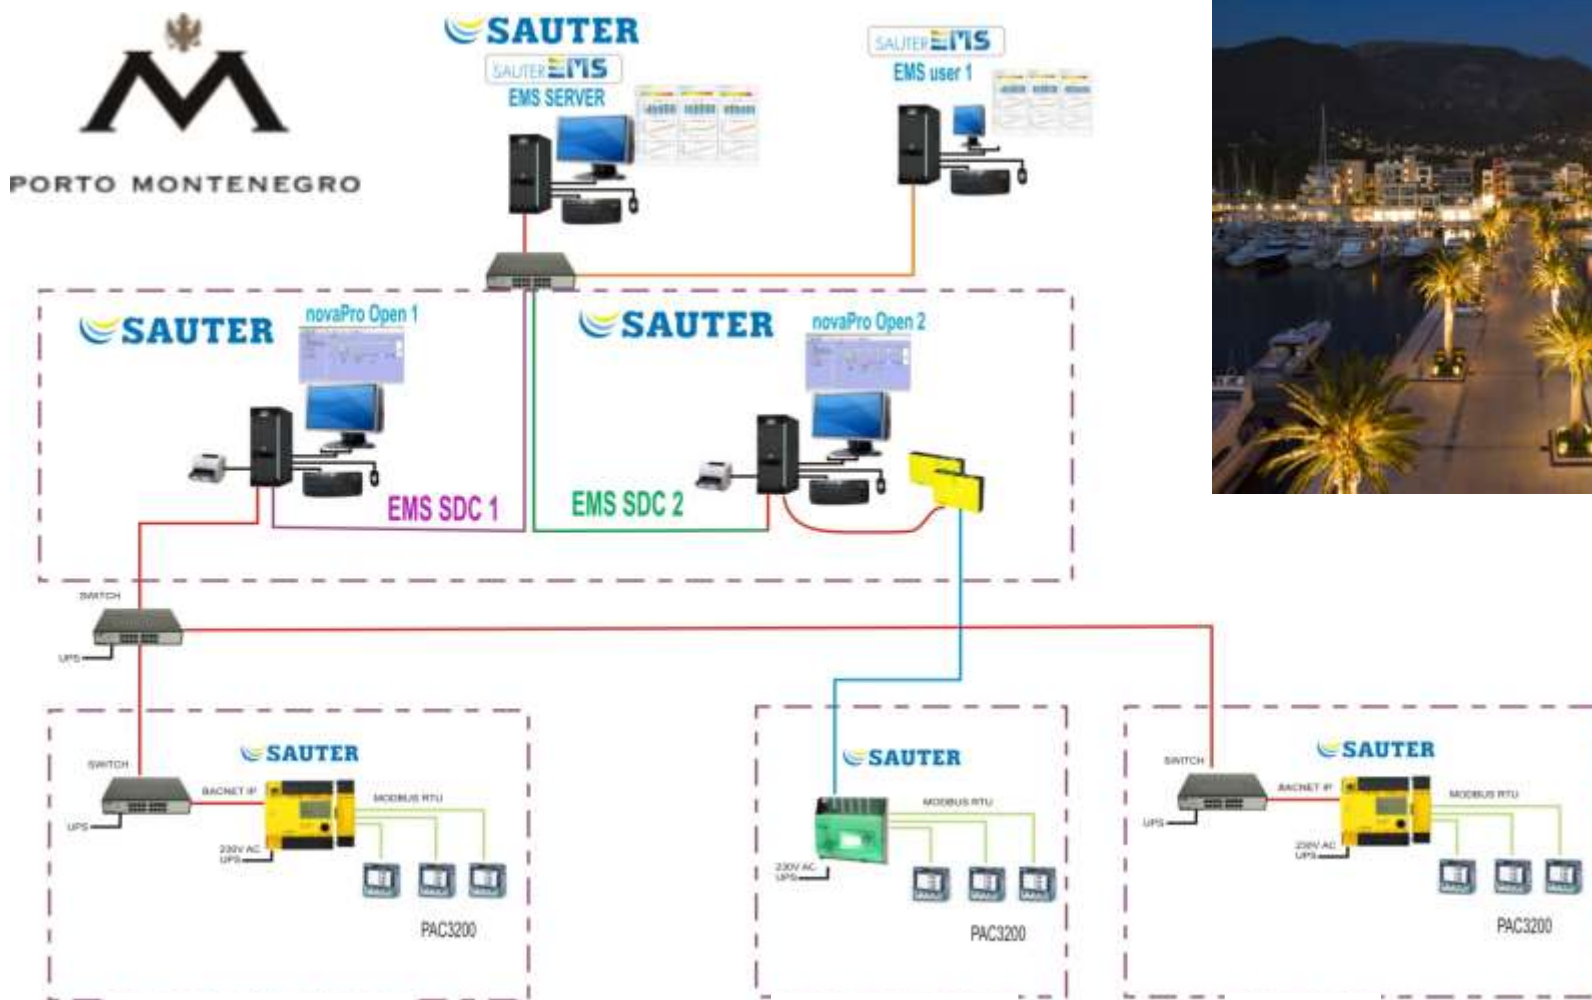 SAUTER
SAUTER EMS
EMS SERVER
SAUTER EMS
EMS user 1
PORTO MONTENEGRO
SAUTER
novaPro Open 1
SAUTER
novaPro Open 2
EMS SDC 1
EMS SDC 2
SWITCH
UPS
SAUTER
SWITCH
BACNET IP
MODBUS RTU
UPS
230V AC
UPS
PAC3200
SAUTER
MODBUS RTU
230V AC
UPS
PAC3200
SAUTER
SWITCH
BACNET IP
MODBUS RTU
UPS
230V AC
UPS
PAC3200